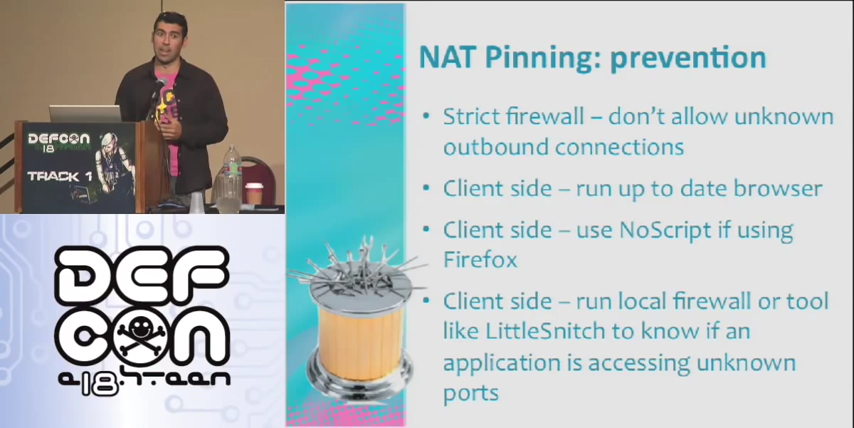 DEFCON
18
TRACK 1
DEF
CON
e18hteen
NAT Pinning: prevention
• Strict firewall – don't allow unknown
outbound connections
• Client side – run up to date browser
• Client side – use NoScript if using
Firefox
• Client side – run local firewall or tool
like LittleSnitch to know if an
application is accessing unknown
ports